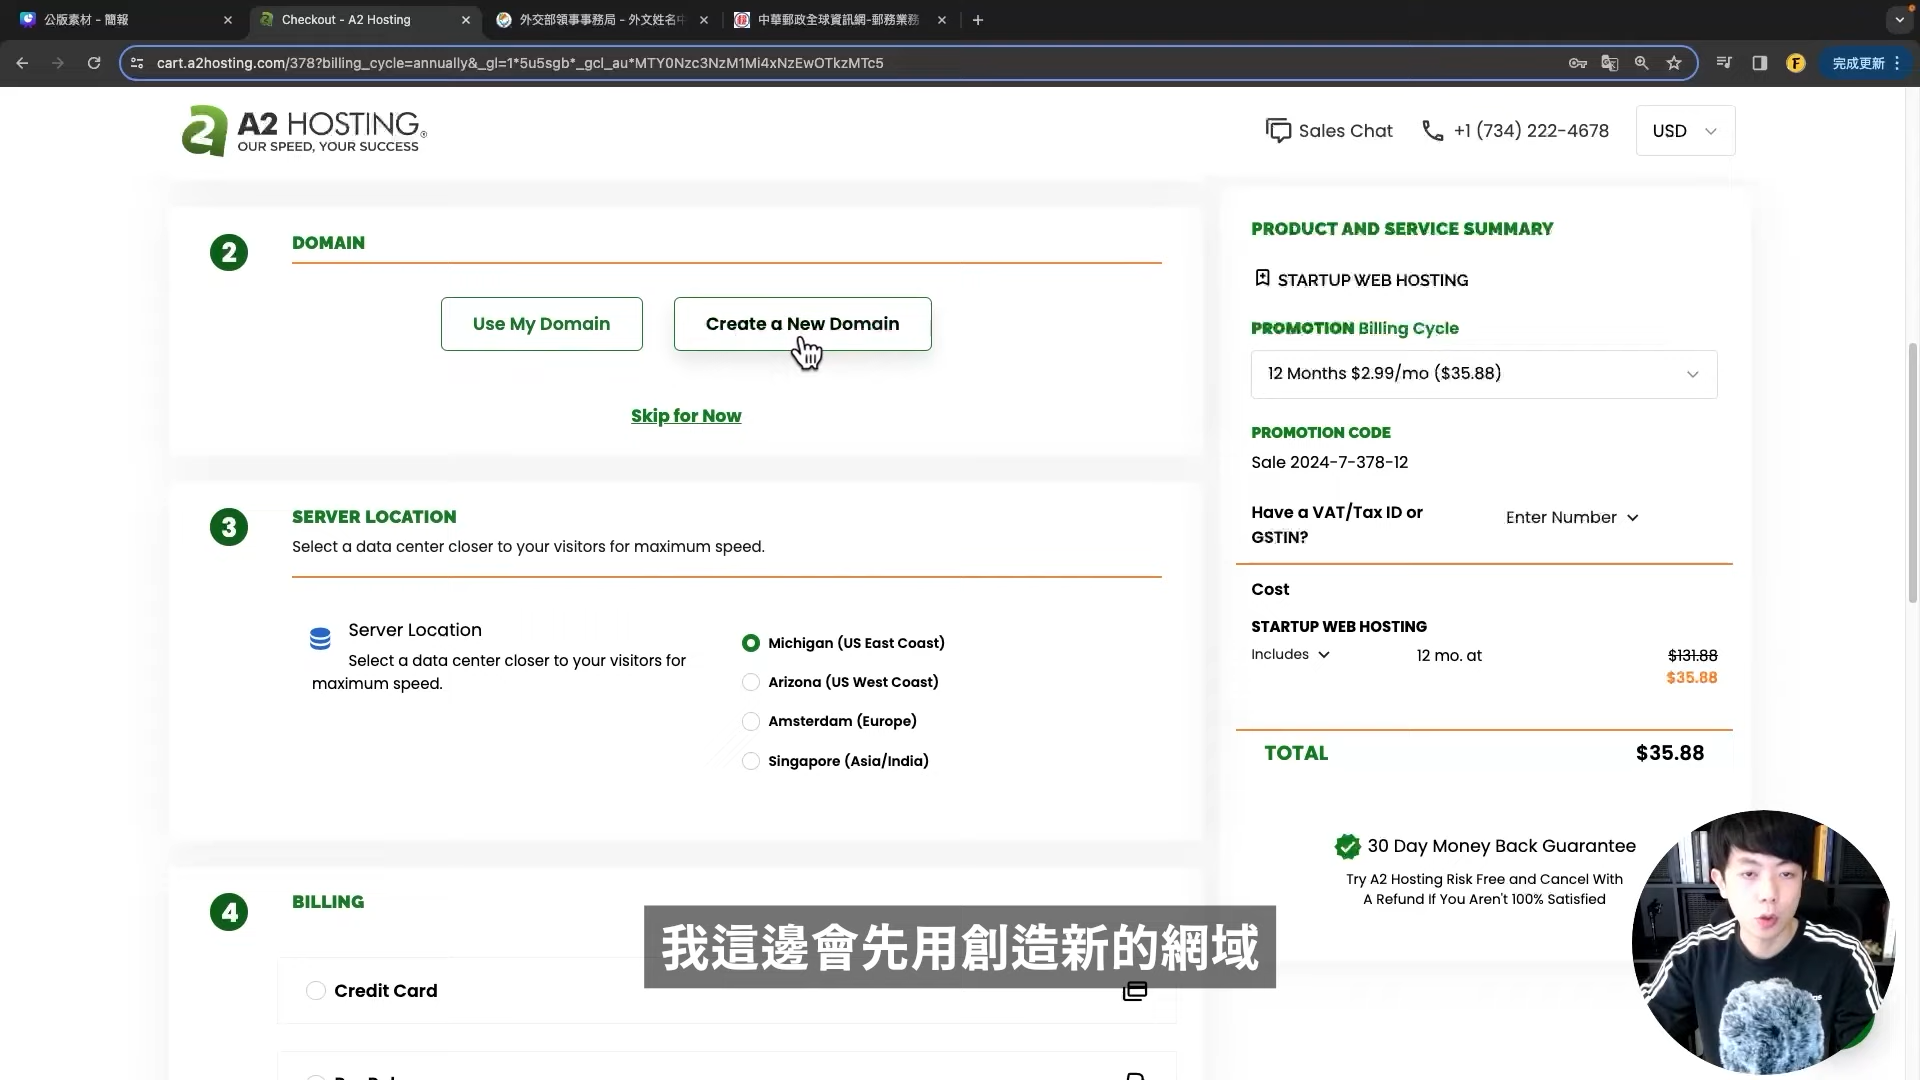 公版素材 - 簡報
Checkout - A2 Hosting
外交部領事事務局 - 外文姓名中
中華郵政全球資訊網-郵務業務
cart.a2hosting.com/378?billing_cycle=annually&_gl=1*5u5sgb*_gcl_au*MTY0Nzc3NzM1Mi4xNzEwOTkzMTc5
F
完成更新
A2 HOSTING
OUR SPEED, YOUR SUCCESS
Sales Chat
+1 (734) 222-4678
USD
2
DOMAIN
Use My Domain
Create a New Domain
Skip for Now
3
SERVER LOCATION
Select a data center closer to your visitors for maximum speed.
Server Location
Select a data center closer to your visitors for
maximum speed.
Michigan (US East Coast)
Arizona (US West Coast)
Amsterdam (Europe)
Singapore (Asia/India)
4
BILLING
Credit Card
PRODUCT AND SERVICE SUMMARY
STARTUP WEB HOSTING
PROMOTION Billing Cycle
12 Months $2.99/mo ($35.88)
PROMOTION CODE
Sale 2024-7-378-12
Have a VAT/Tax ID or
GSTIN?
Enter Number
Cost
STARTUP WEB HOSTING
Includes
12 mo. at
$131.88
$35.88
TOTAL
$35.88
30 Day Money Back Guarantee
Try A2 Hosting Risk Free and Cancel With
A Refund If You Aren't 100% Satisfied
我這邊會先用創造新的網域